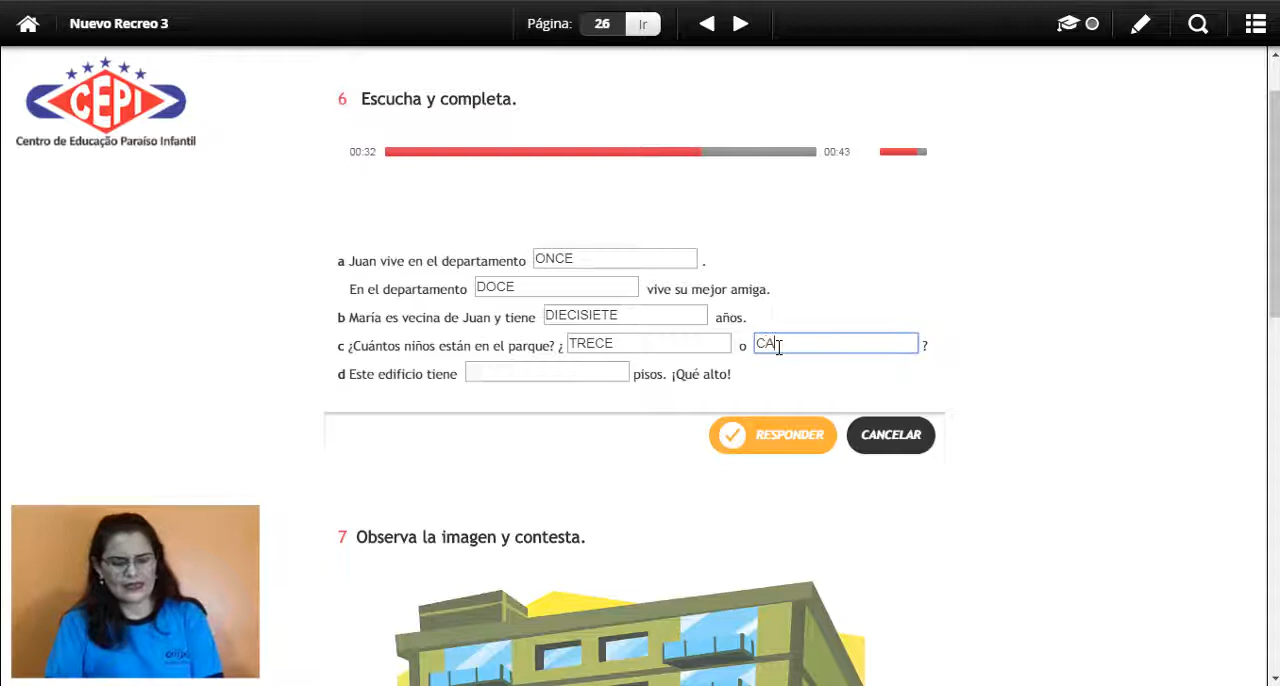 Nuevo Recreo 3
Página: 26 Ir
CEPI
Centro de Educação Paraíso Infantil
6 Escucha y completa.
00:32 00:43
a Juan vive en el departamento ONCE .
En el departamento DOCE vive su mejor amiga.
b María es vecina de Juan y tiene DIECISIETE años.
c ¿Cuántos niños están en el parque? ¿ TRECE o CA ?
d Este edificio tiene pisos. ¡Qué alto!
RESPONDER CANCELAR
7 Observa la imagen y contesta.